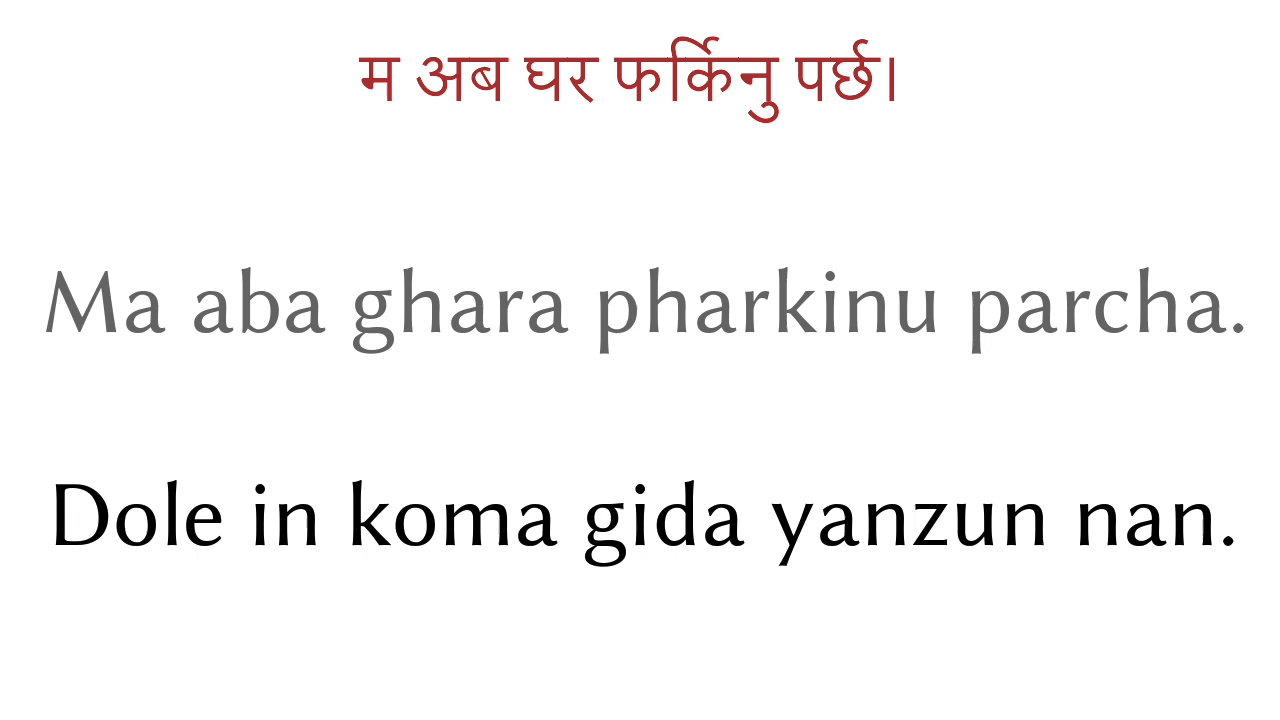 म अब घर फर्किनु पर्छ।
Ma aba ghara pharkinu parcha.
Dole in koma gida yanzun nan.